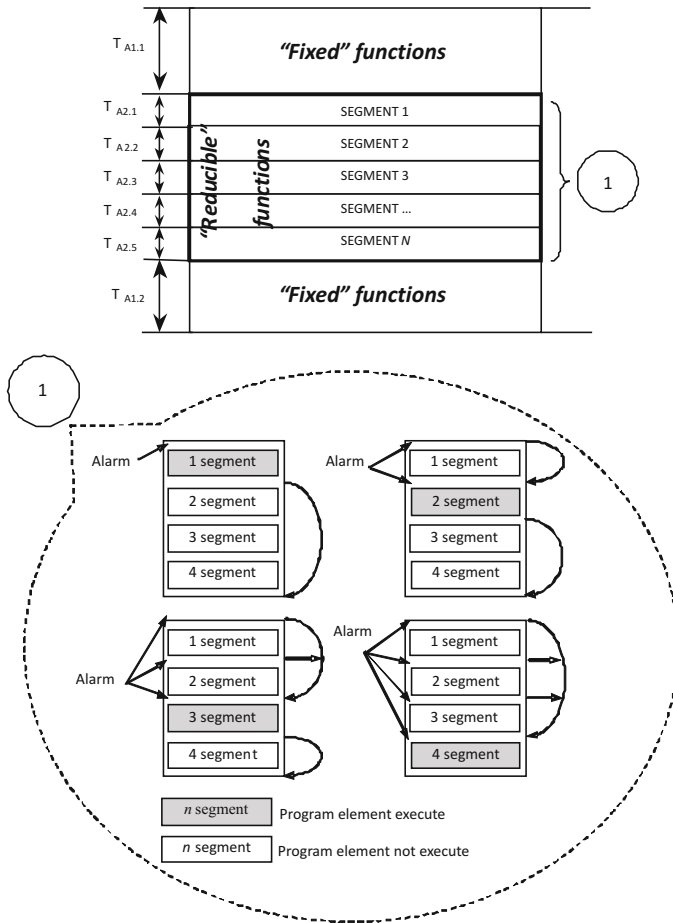 T A1.1
“Fixed” functions
T A2.1
SEGMENT 1
T A2.2
SEGMENT 2
T A2.3
SEGMENT 3
T A2.4
SEGMENT ...
T A2.5
SEGMENT N
“Reducible”
functions
1
T A1.2
“Fixed” functions
1
Alarm
1 segment
2 segment
3 segment
4 segment
Alarm
1 segment
2 segment
3 segment
4 segment
Alarm
1 segment
2 segment
3 segment
4 segment
Alarm
1 segment
2 segment
3 segment
4 segment
n segment Program element execute
n segment Program element not execute